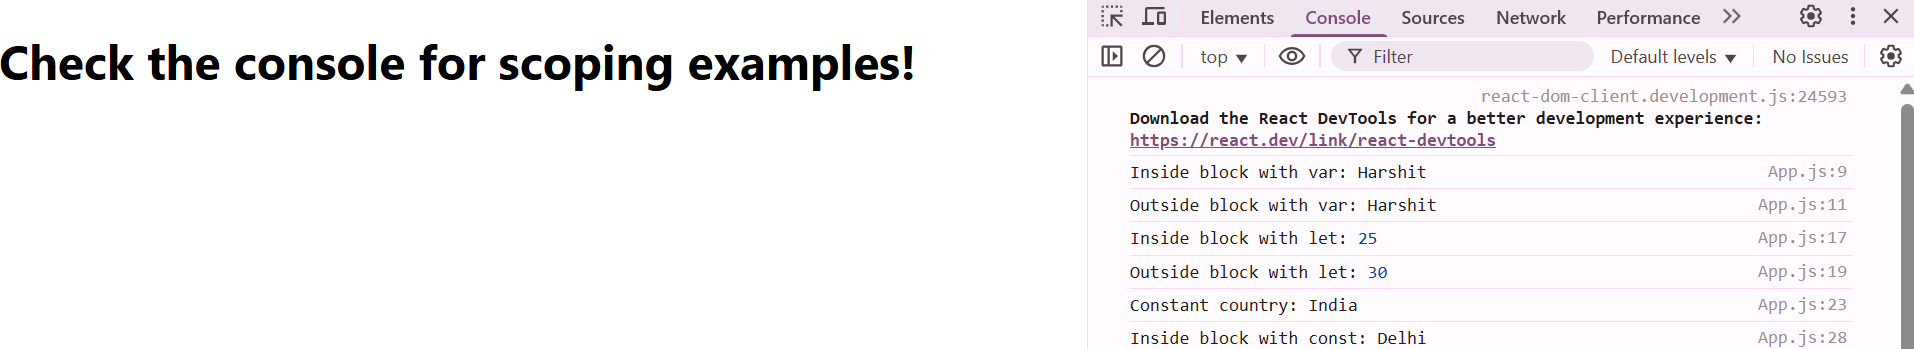 Check the console for scoping examples!
Elements Console Sources Network Performance
top Filter Default levels No Issues
react-dom-client.development.js:24593
Download the React DevTools for a better development experience:
https://react.dev/link/react-devtools
Inside block with var: Harshit App.js:9
Outside block with var: Harshit App.js:11
Inside block with let: 25 App.js:17
Outside block with let: 30 App.js:19
Constant country: India App.js:23
Inside block with const: Delhi App.js:28